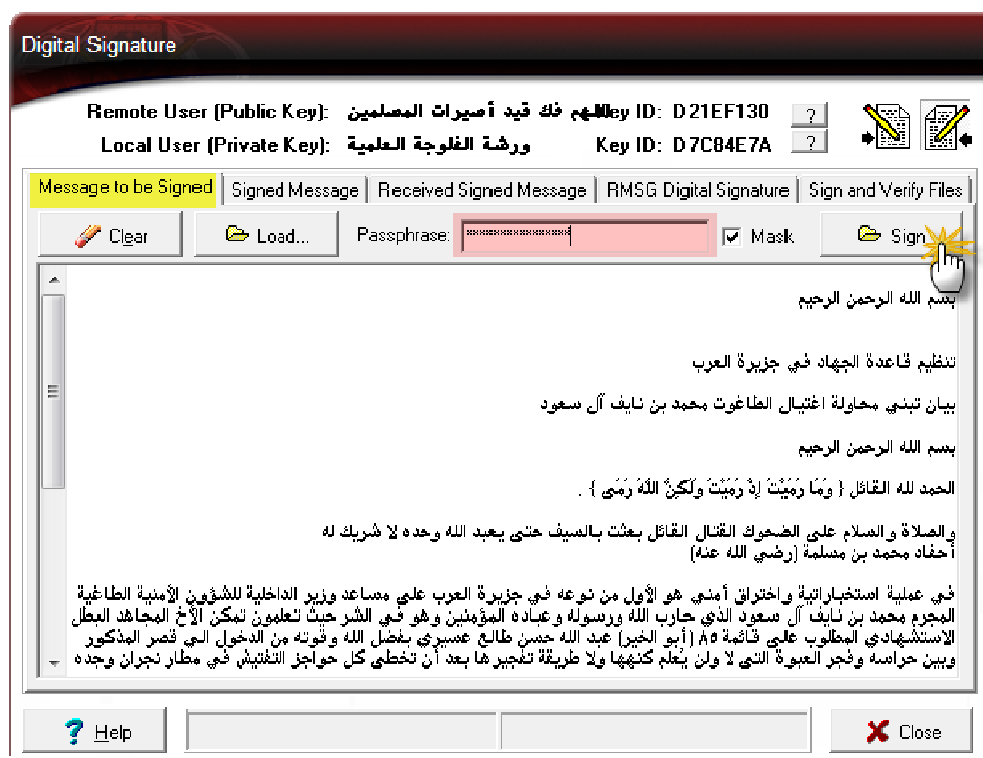 Digital Signature
Remote User (Public Key): اللهم فك قيد أسيرات المسلمين Key ID: D21EF130 ?
Local User (Private Key): ورشة الفلوجة العلمية Key ID: D7C84E7A ?
Message to be Signed Signed Message Received Signed Message RMSG Digital Signature Sign and Verify Files
Clear Load... Passphrase: Mask Sign
بسم الله الرحمن الرحيم
تنظيم قاعدة الجهاد في جزيرة العرب
بيان تبني محاولة اغتيال الطاغوت محمد بن نايف آل سعود
بسم الله الرحمن الرحيم
الحمد لله القائل { وَمَا رَمَيْتَ إِذْ رَمَيْتَ وَلَكِنَّ اللَّهَ رَمَى } .
والصلاة والسلام على الضحوك القتال القائل بعثت بالسيف حتى يعبد الله وحده لا شريك له
أحفاد محمد بن مسلمة (رضي الله عنه)
في عملية استخباراتية واختراق أمني هو الأول من نوعه في جزيرة العرب على مساعد وزير الداخلية للشؤون الأمنية الطاغية
المجرم محمد بن نايف آل سعود الذي حارب الله ورسوله وعباده المؤمنين وهو في الشر حيث تعلمون تمكن الأخ المجاهد البطل
الاستشهادي المطلوب على قائمة ٨٥ (أبو الخير) عبد الله حسن طالع عسيري بفضل الله وقوته من الدخول الى قصر المذكور
وبين حراسه وفجر العبوة التي لا ولن يُعلم كنهها ولا طريقة تفجيرها بعد أن تخطى كل حواجز التفتيش في مطار نجران وجده
Help Close